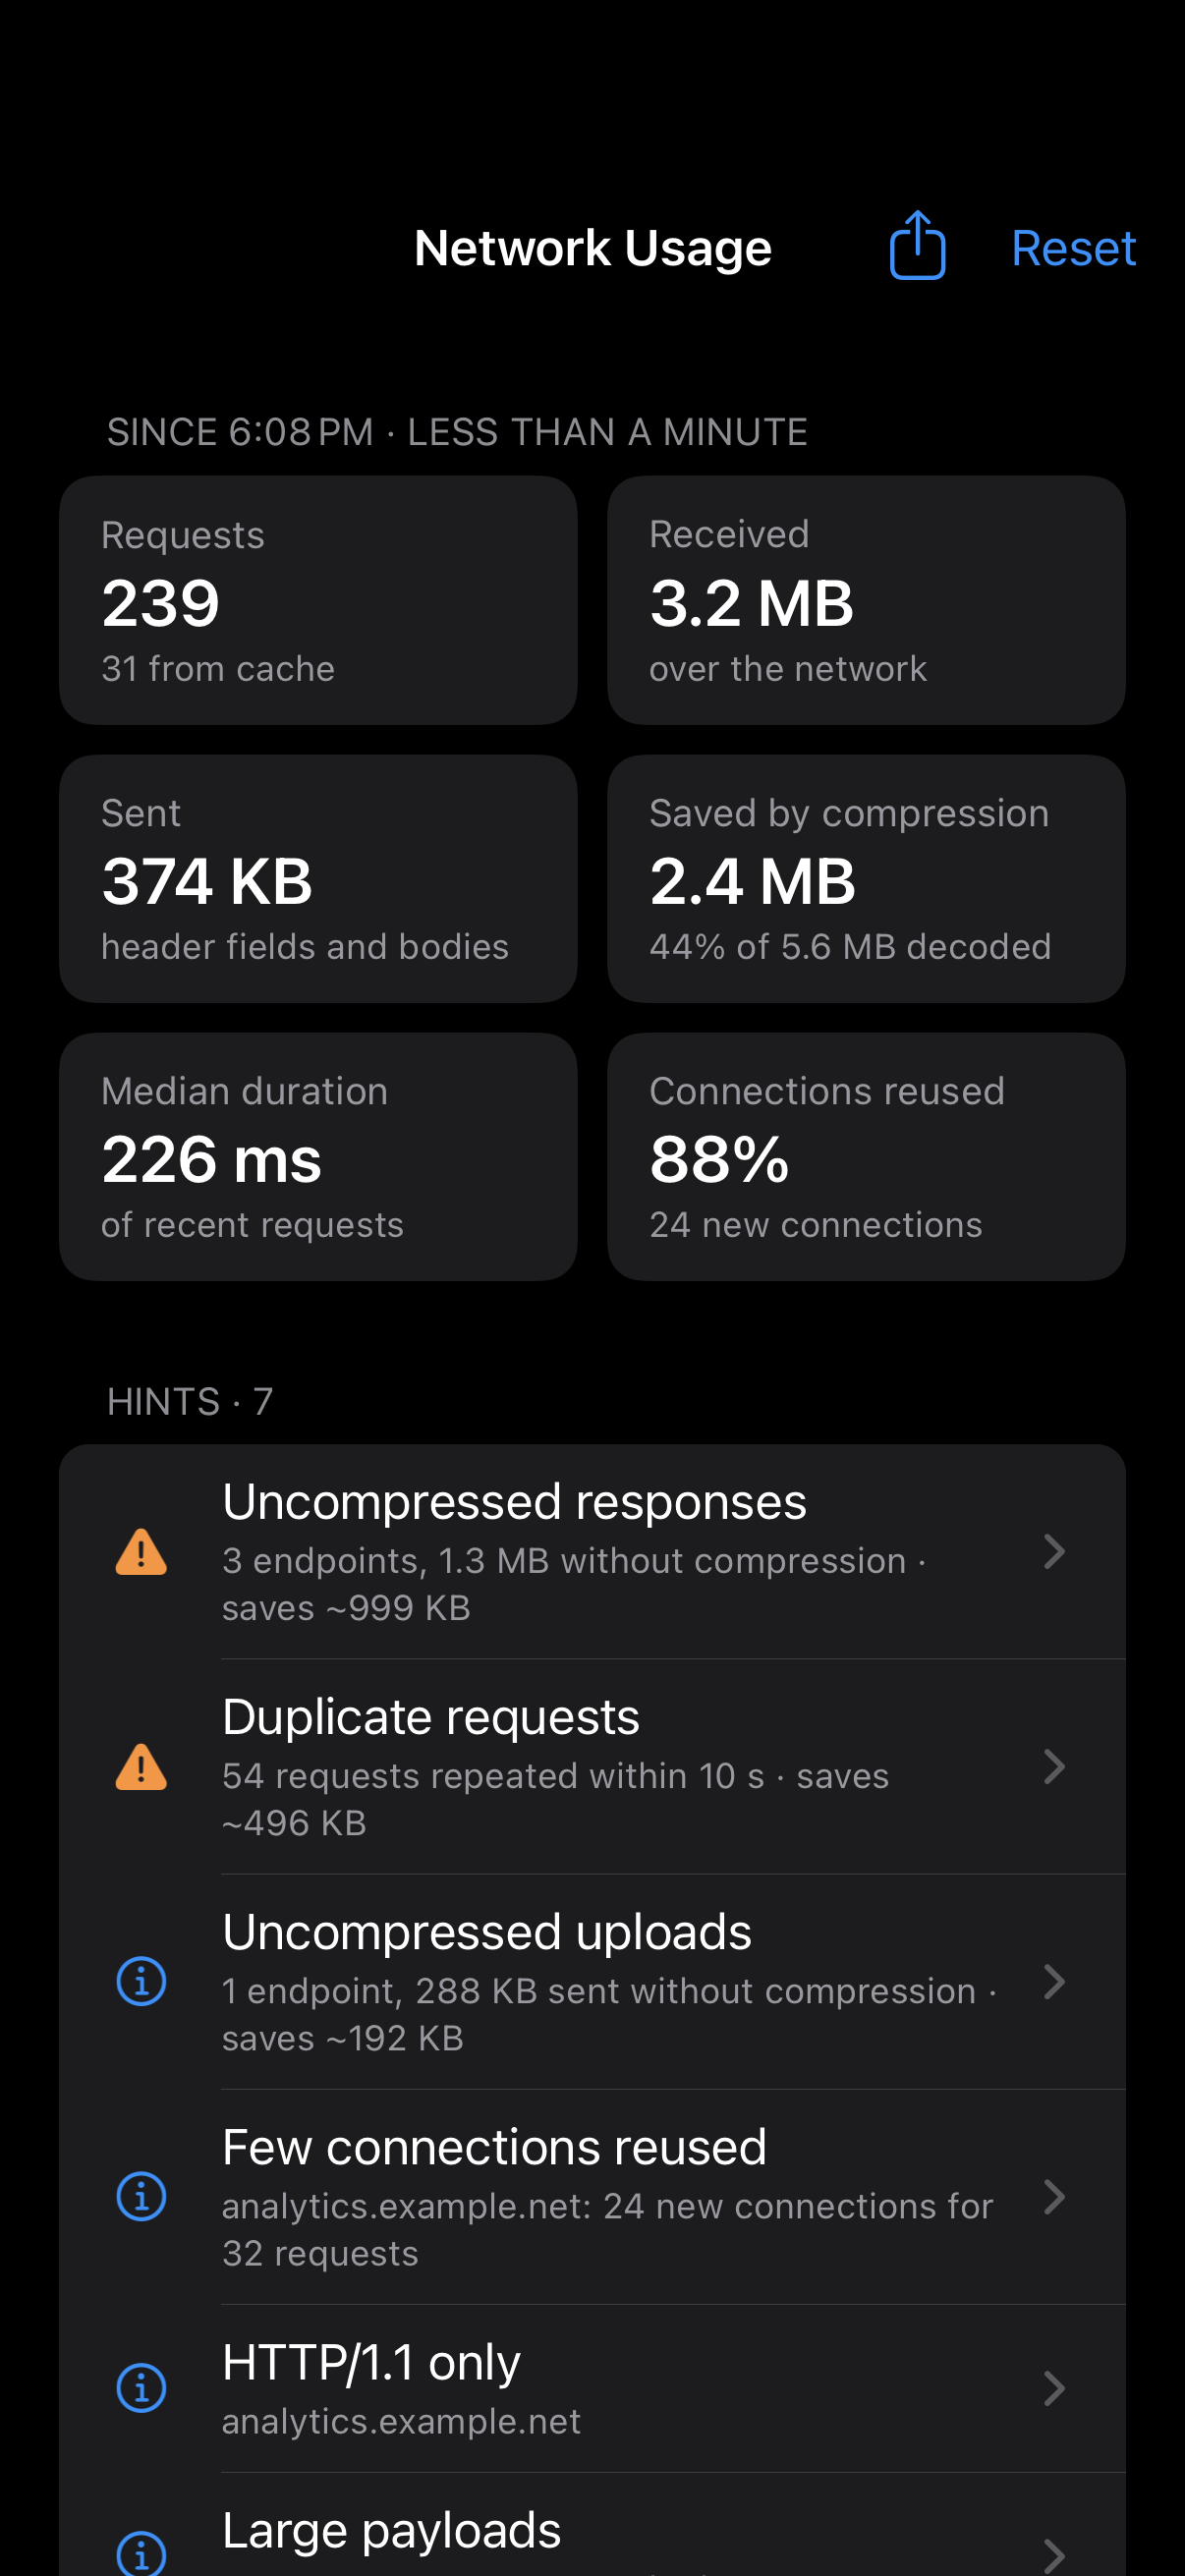 Network Usage
Reset
SINCE 6:08 PM · LESS THAN A MINUTE
Requests
239
31 from cache
Received
3.2 MB
over the network
Sent
374 KB
header fields and bodies
Saved by compression
2.4 MB
44% of 5.6 MB decoded
Median duration
226 ms
of recent requests
Connections reused
88%
24 new connections
HINTS · 7
Uncompressed responses
3 endpoints, 1.3 MB without compression ·
saves ~999 KB
Duplicate requests
54 requests repeated within 10 s · saves
~496 KB
Uncompressed uploads
1 endpoint, 288 KB sent without compression ·
saves ~192 KB
Few connections reused
analytics.example.net: 24 new connections for
32 requests
HTTP/1.1 only
analytics.example.net
Large payloads